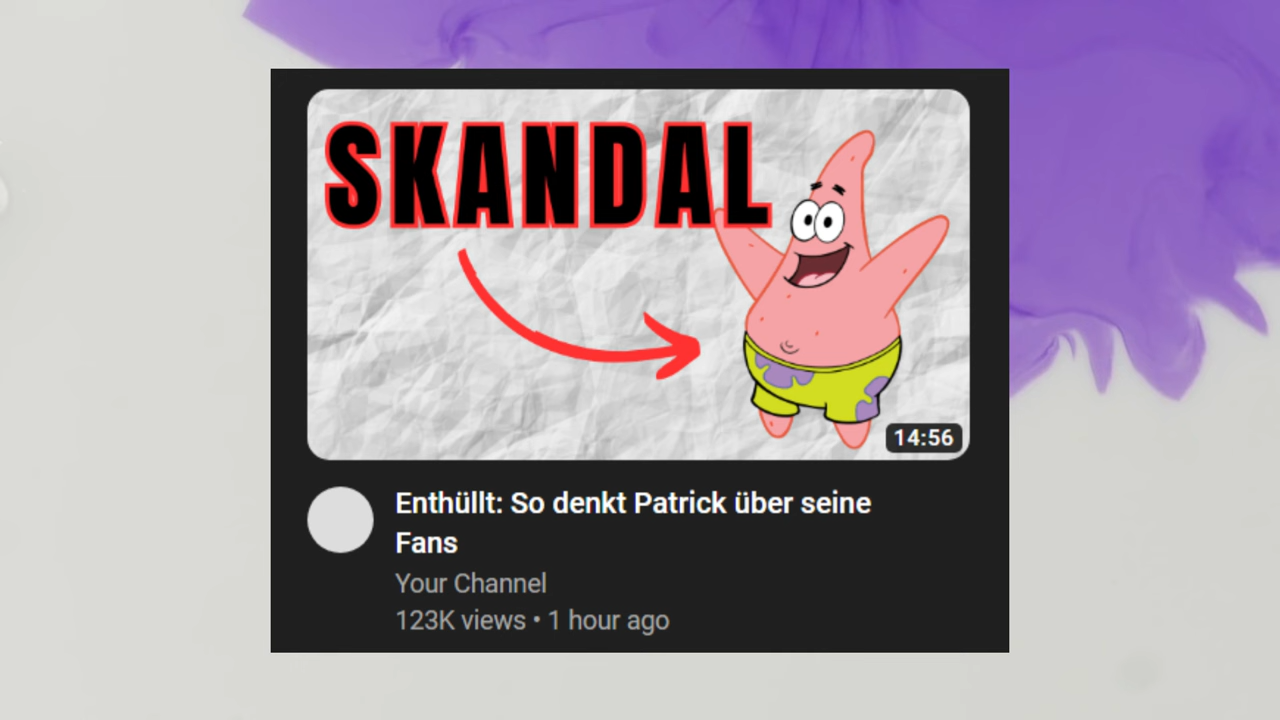 SKANDAL
14:56
Enthüllt: So denkt Patrick über seine
Fans
Your Channel
123K views • 1 hour ago